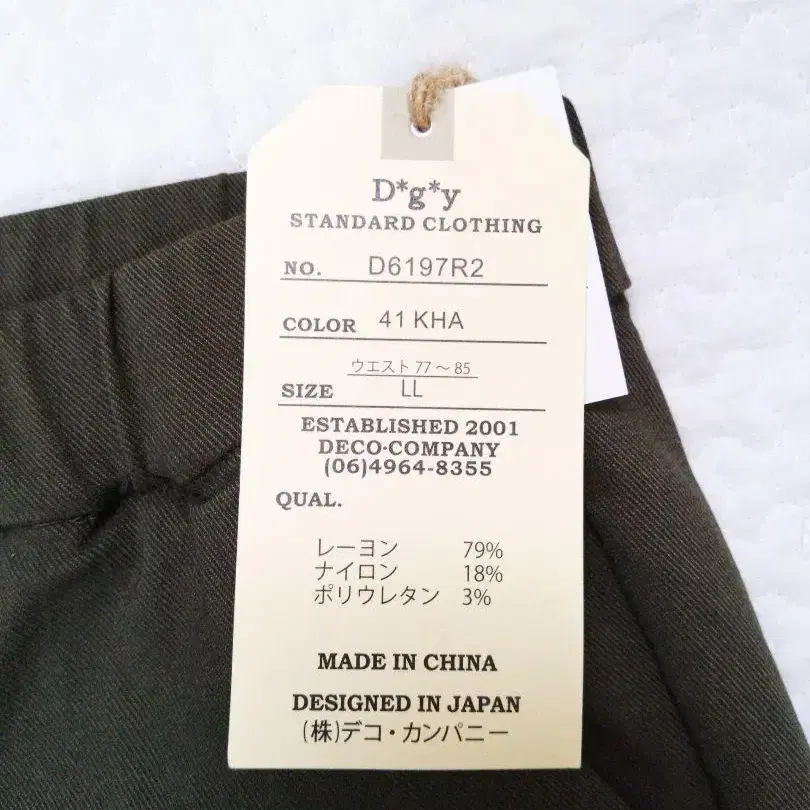 D*g*y
STANDARD CLOTHING
NO. D6197R2
COLOR 41 KHA
ウエスト 77～85
SIZE LL
ESTABLISHED 2001
DECO·COMPANY
(06)4964-8355
QUAL.
レーヨン 79%
ナイロン 18%
ポリウレタン 3%
MADE IN CHINA
DESIGNED IN JAPAN
(株)デコ・カンパニー